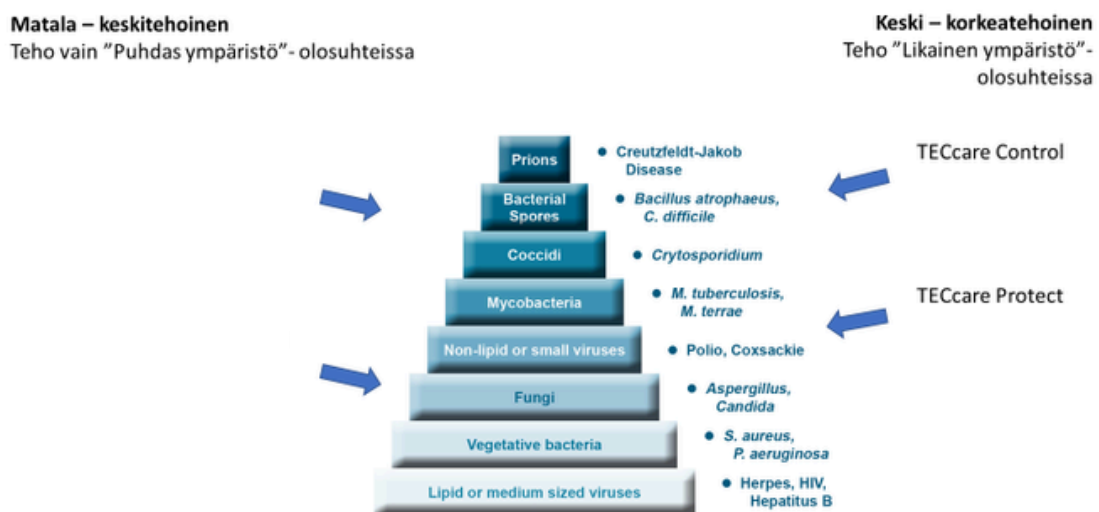 Matala – keskitehoinen
Teho vain ”Puhdas ympäristö”- olosuhteissa
Keski – korkeatehoinen
Teho ”Likainen ympäristö”-
olosuhteissa
Prions
● Creutzfeldt-Jakob
Disease
TECcare Control
Bacterial
Spores
● Bacillus atrophaeus,
C. difficile
Coccidi
● Crytosporidium
Mycobacteria
● M. tuberculosis,
M. terrae
TECcare Protect
Non-lipid or small viruses
● Polio, Coxsackie
Fungi
● Aspergillus,
Candida
Vegetative bacteria
● S. aureus,
P. aeruginosa
Lipid or medium sized viruses
● Herpes, HIV,
Hepatitus B